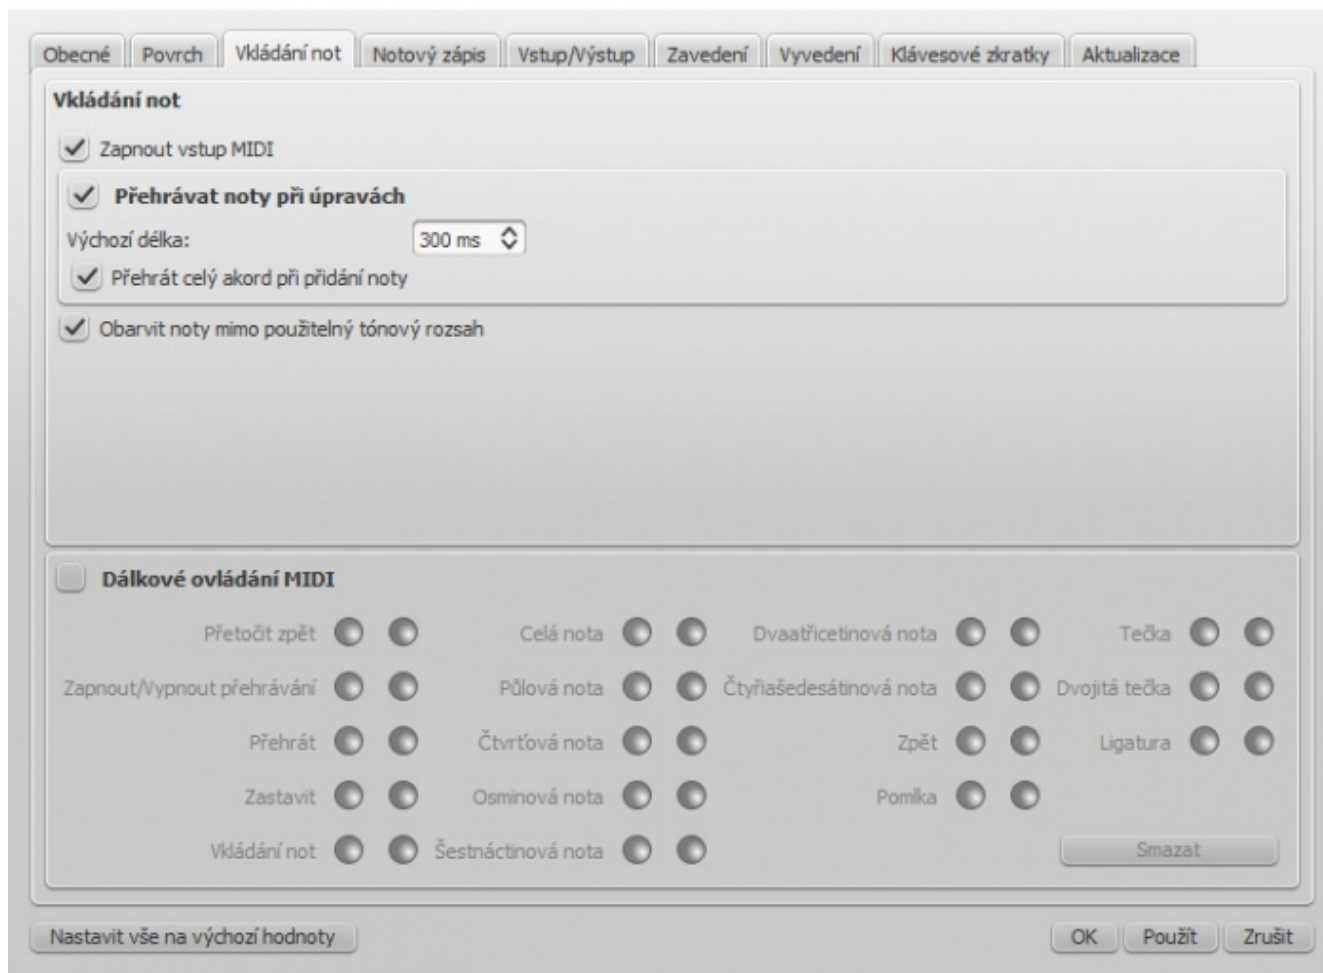 Obecné Povrch Vkládání not Notový zápis Vstup/Výstup Zavedení Vyvedení Klávesové zkratky Aktualizace
Vkládání not
Zapnout vstup MIDI
Přehrávat noty při úpravách
Výchozí délka: 300 ms
Přehrát celý akord při přidání noty
Obarvit noty mimo použitelný tónový rozsah
Dálkové ovládání MIDI
Přetočit zpět Celá nota Dvaatřicetinová nota Tečka
Zapnout/Vypnout přehrávání Půlová nota Čtyřiašedesátinová nota Dvojitá tečka
Přehrát Čtvrťová nota Zpět Ligatura
Zastavit Osminová nota Pomlka
Vkládání not Šestnáctinová nota Smazat
Nastavit vše na výchozí hodnoty OK Použít Zrušit